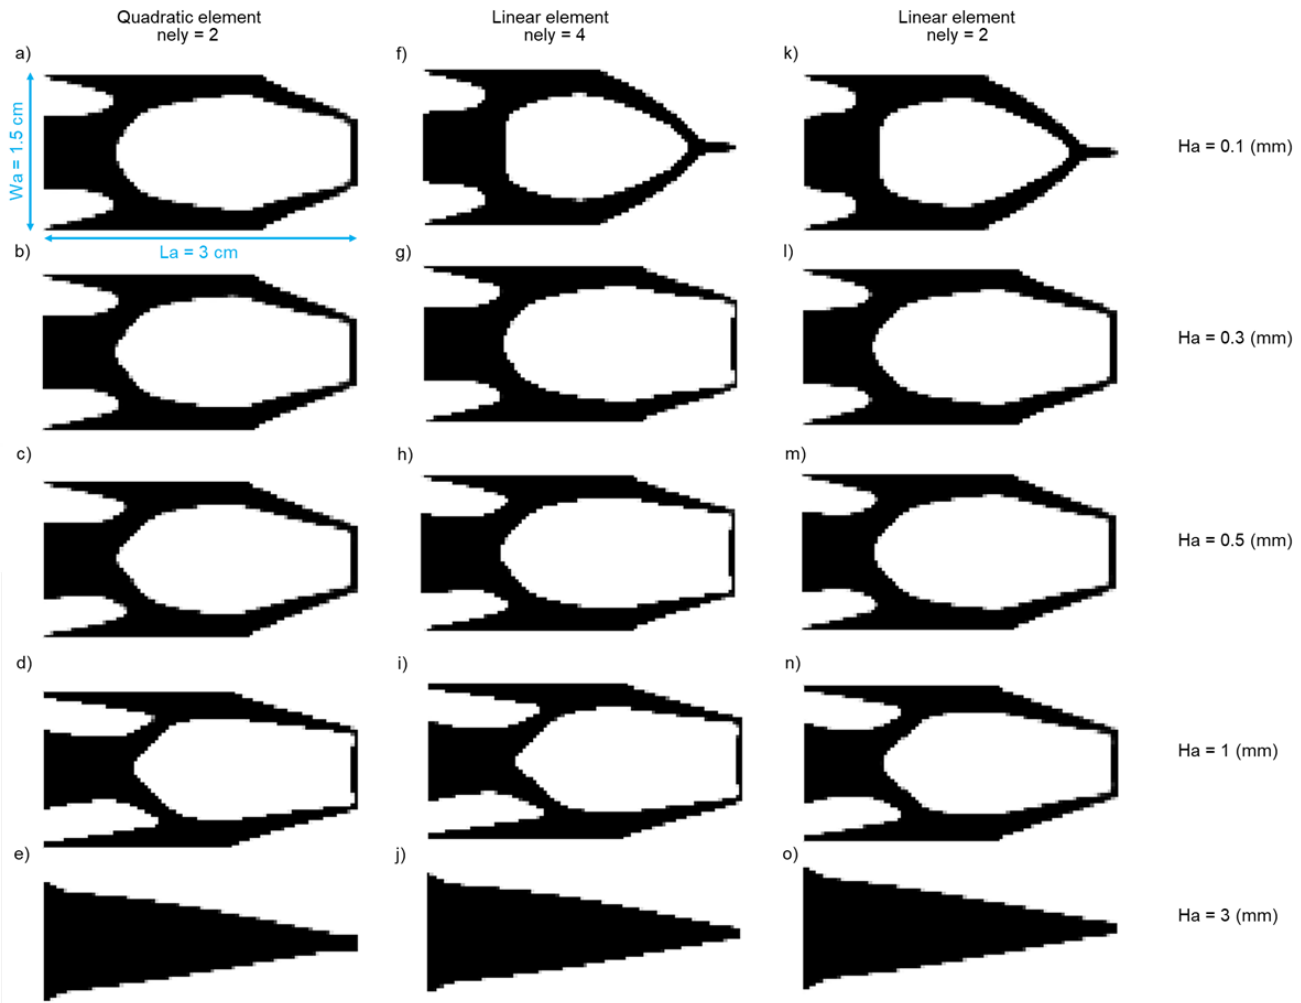 Quadratic element
nely = 2
Linear element
nely = 4
Linear element
nely = 2
a)
f)
k)
Wa = 1.5 cm
Ha = 0.1 (mm)
La = 3 cm
b)
g)
l)
Ha = 0.3 (mm)
c)
h)
m)
Ha = 0.5 (mm)
d)
i)
n)
Ha = 1 (mm)
e)
j)
o)
Ha = 3 (mm)